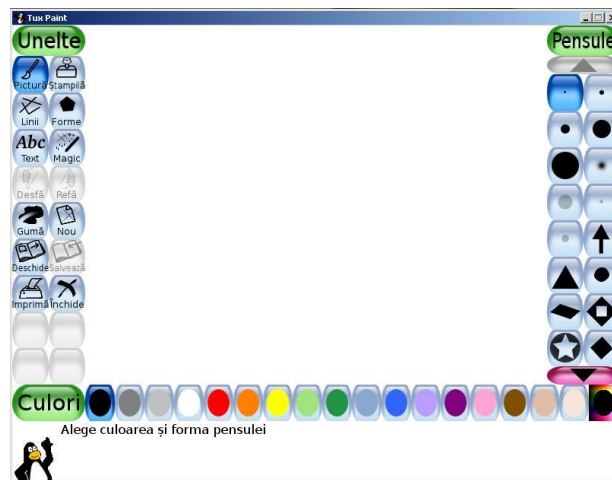 Tux Paint
Unelte
Pensule
Pictură Ștampilă
Linii Forme
Abc
Text Magic
Desfă Refă
Gumă Nou
Deschide Salvează
Imprimă Închide
Culori
Alege culoarea și forma pensulei